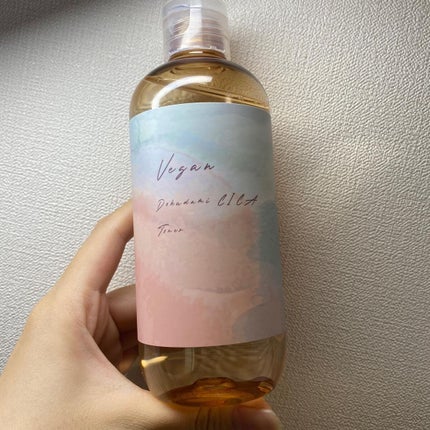 Vegan
Dokudami CICA
Toner